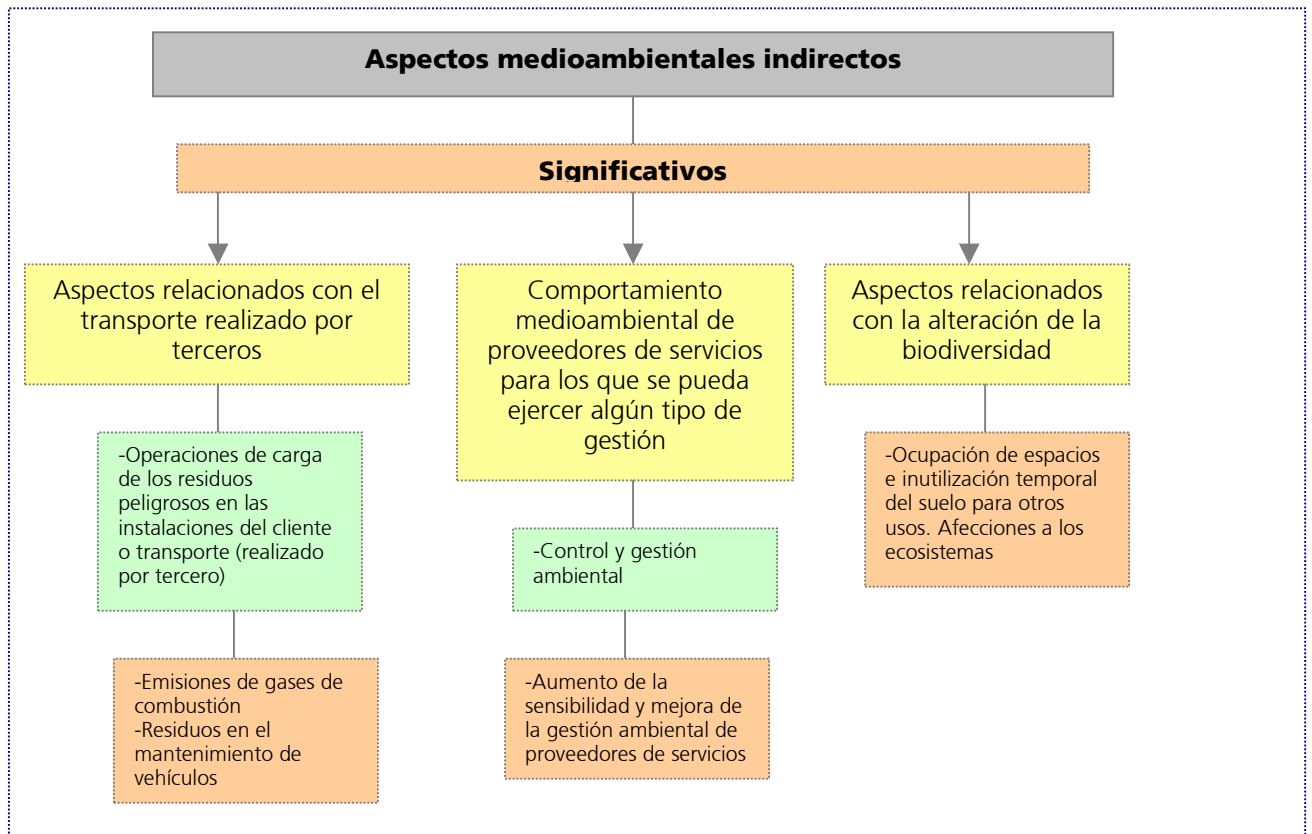 Aspectos medioambientales indirectos
Significativos
Aspectos relacionados con el
transporte realizado por
terceros
Comportamiento
medioambiental de
proveedores de servicios
para los que se pueda
ejercer algún tipo de
gestión
Aspectos relacionados
con la alteración de la
biodiversidad
-Operaciones de carga
de los residuos
peligrosos en las
instalaciones del cliente
o transporte (realizado
por tercero)
-Control y gestión
ambiental
-Ocupación de espacios
e inutilización temporal
del suelo para otros
usos. Afecciones a los
ecosistemas
-Emisiones de gases de
combustión
-Residuos en el
mantenimiento de
vehículos
-Aumento de la
sensibilidad y mejora de
la gestión ambiental de
proveedores de servicios